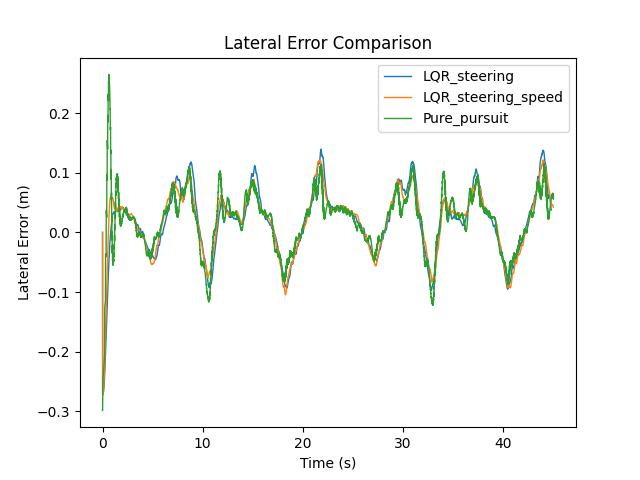 Lateral Error Comparison
LQR_steering
LQR_steering_speed
Pure_pursuit
Lateral Error (m)
0.2
0.1
0.0
−0.1
−0.2
−0.3
0 10 20 30 40
Time (s)